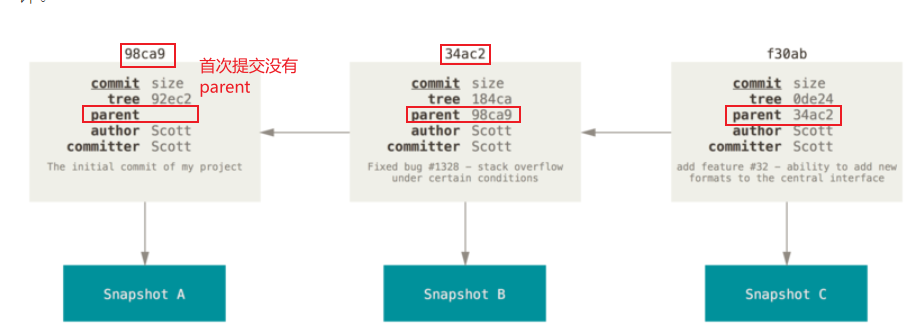 98ca9
首次提交没有
parent
commit size
tree 92ec2
parent
author Scott
committer Scott
The initial commit of my project
Snapshot A
34ac2
commit size
tree 184ca
parent 98ca9
author Scott
committer Scott
Fixed bug #1328 – stack overflow
under certain conditions
Snapshot B
f30ab
commit size
tree 0de24
parent 34ac2
author Scott
committer Scott
add feature #32 – ability to add new
formats to the central interface
Snapshot C